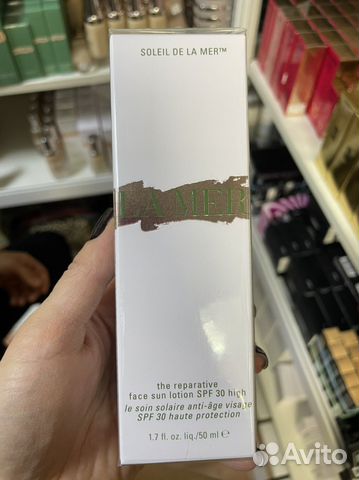 SOLEIL DE LA MER™
LA MER
the reparative
face sun lotion SPF 30 high
le soin solaire anti-âge visage
SPF 30 haute protection
1.7 fl. oz. liq./50 ml ℮
Avito